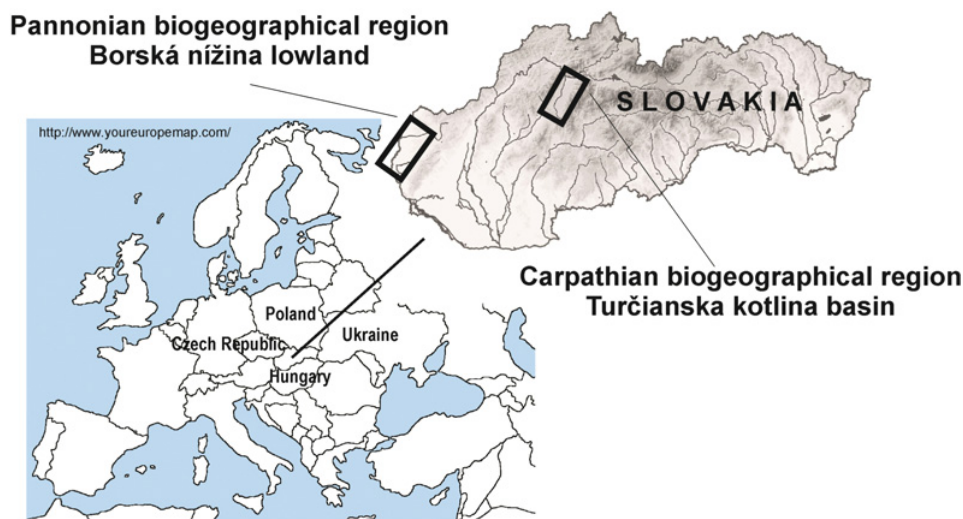 Pannonian biogeographical region
Borská nížina lowland
http://www.youreuropemap.com/
SLOVAKIA
Carpathian biogeographical region
Turčianska kotlina basin
Poland
Czech Republic
Ukraine
Hungary